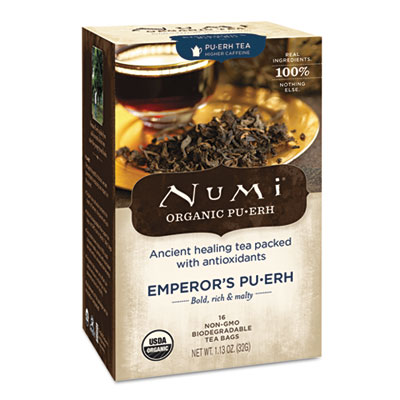 PU•ERH TEA
HIGHER CAFFEINE
REAL
INGREDIENTS
100%
NOTHING
ELSE.
NUMI
ORGANIC PU•ERH
Ancient healing tea packed
with antioxidants
EMPEROR'S PU•ERH
Bold, rich & malty
16
NON-GMO
BIODEGRADABLE
TEA BAGS
USDA
ORGANIC
NET WT. 1.13 OZ. (32G)